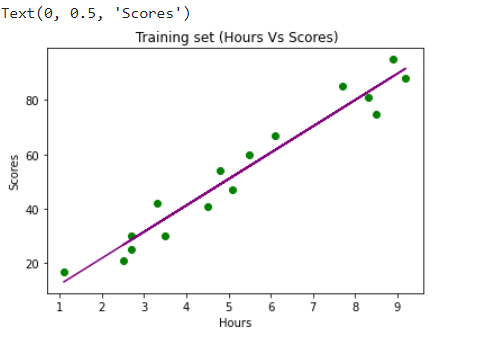 Text(0, 0.5, 'Scores')
Training set (Hours Vs Scores)
80
60
40
20
Scores
1 2 3 4 5 6 7 8 9
Hours